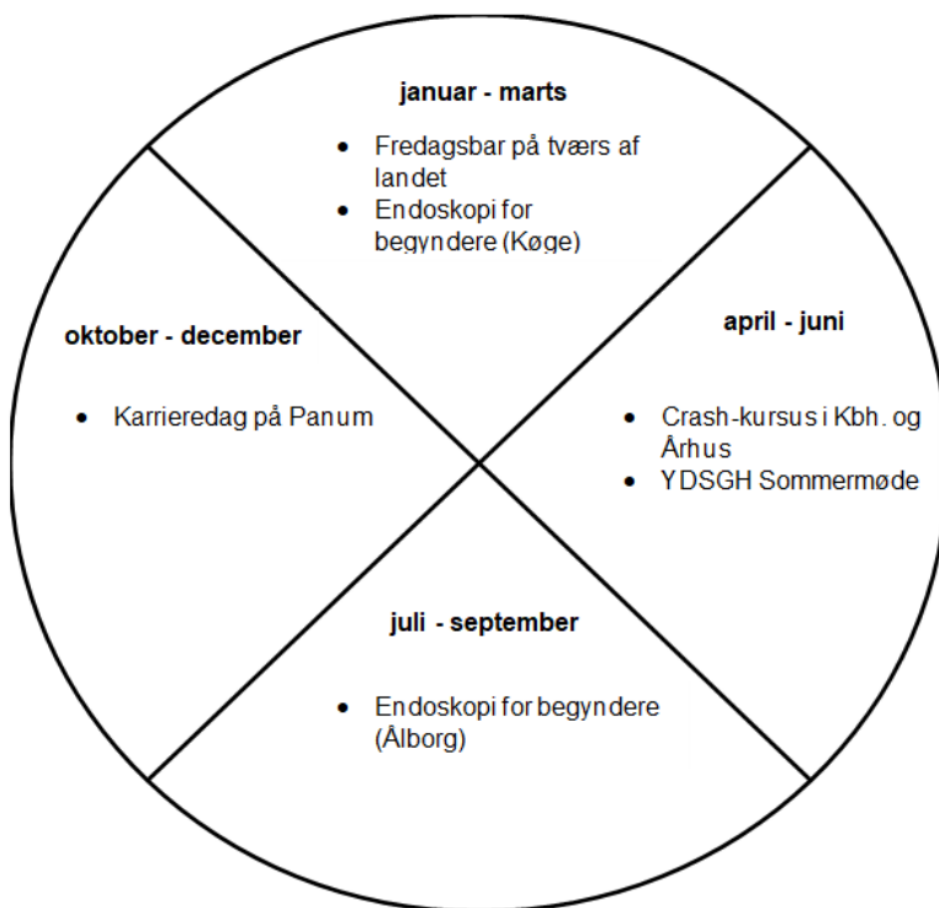 januar - marts
• Fredagsbar på tværs af
landet
• Endoskopi for
begyndere (Køge)
oktober - december
• Karrieredag på Panum
april - juni
• Crash-kursus i Kbh. og
Århus
• YDSGH Sommermøde
juli - september
• Endoskopi for begyndere
(Ålborg)